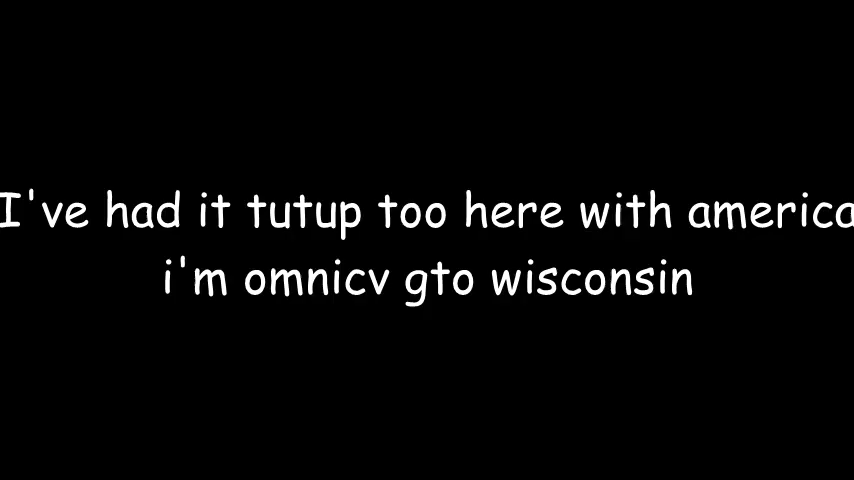 I've had it tutup too here with america
i'm omnicv gto wisconsin